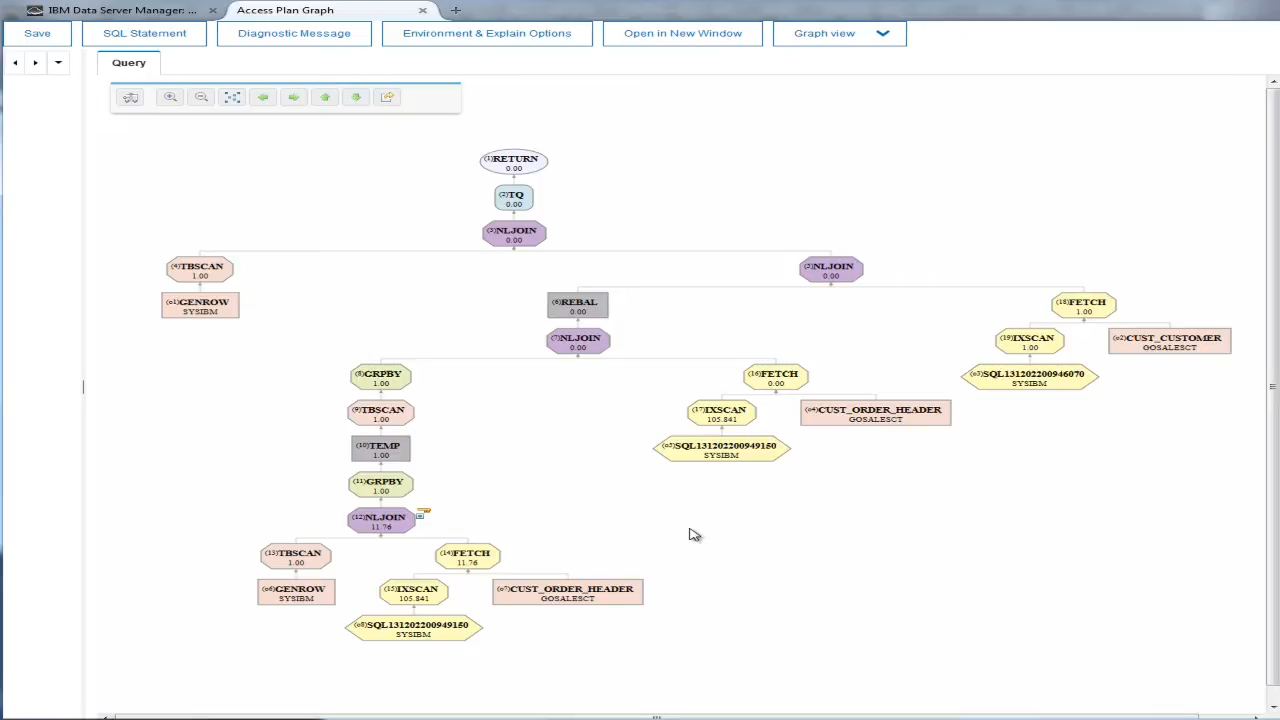 IBM Data Server Manager: ...
Access Plan Graph
Save
SQL Statement
Diagnostic Message
Environment & Explain Options
Open in New Window
Graph view
Query
(1)RETURN
0.00
(2)TQ
0.00
(3)NLJOIN
0.00
(4)TBSCAN
1.00
(5)NLJOIN
0.00
(o1)GENROW
SYSIBM
(6)REBAL
0.00
(18)FETCH
1.00
(7)NLJOIN
0.00
(19)IXSCAN
1.00
(o2)CUST_CUSTOMER
GOSALESCT
(8)GRPBY
1.00
(16)FETCH
0.00
(o3)SQL131202200946070
SYSIBM
(9)TBSCAN
1.00
(17)IXSCAN
105.841
(o4)CUST_ORDER_HEADER
GOSALESCT
(10)TEMP
1.00
(o5)SQL131202200949150
SYSIBM
(11)GRPBY
1.00
(12)NLJOIN
11.76
(13)TBSCAN
1.00
(14)FETCH
11.76
(o6)GENROW
SYSIBM
(15)IXSCAN
105.841
(o7)CUST_ORDER_HEADER
GOSALESCT
(o8)SQL131202200949150
SYSIBM